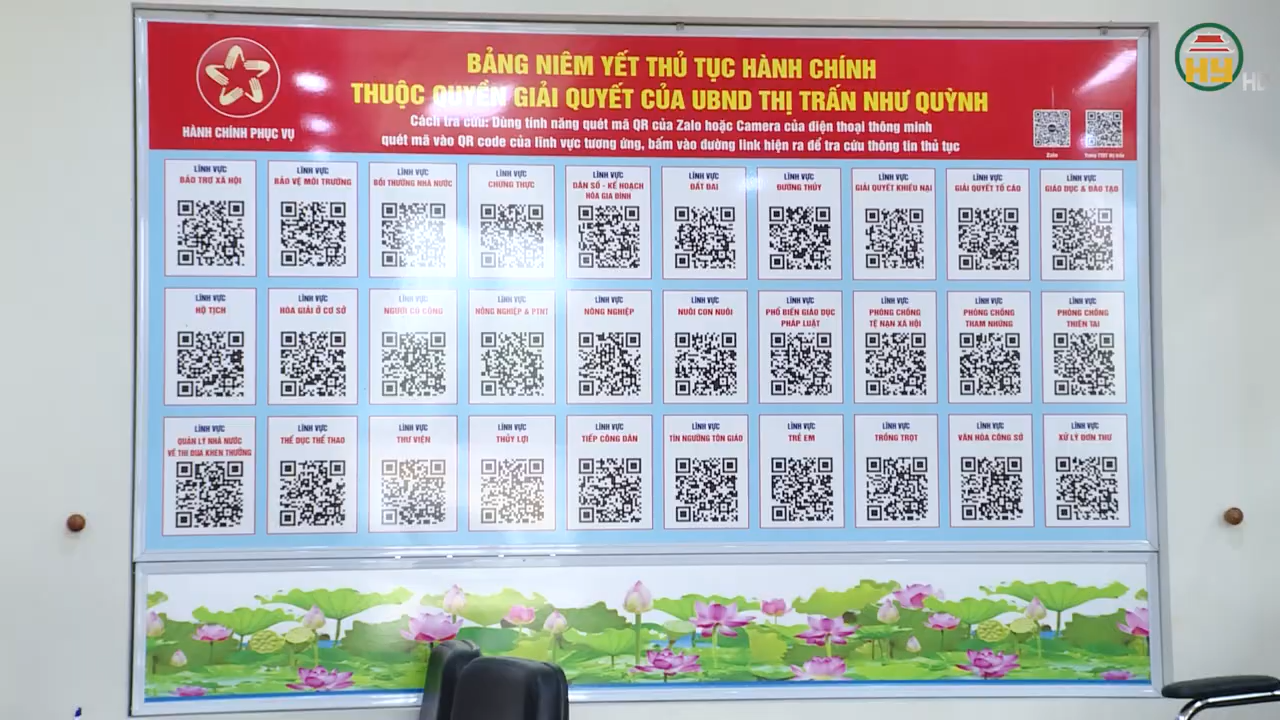 BẢNG NIÊM YẾT THỦ TỤC HÀNH CHÍNH
THUỘC QUYỀN GIẢI QUYẾT CỦA UBND THỊ TRẤN NHƯ QUỲNH
Cách tra cứu: Dùng tính năng quét mã QR của Zalo hoặc Camera của điện thoại thông minh
quét mã vào QR code của lĩnh vực tương ứng, bấm vào đường link hiện ra để tra cứu thông tin thủ tục
HÀNH CHÍNH PHỤC VỤ
Zalo
HY
LĨNH VỰC
BẢO TRỢ XÃ HỘI
LĨNH VỰC
BẢO VỆ MÔI TRƯỜNG
LĨNH VỰC
BỒI THƯỜNG NHÀ NƯỚC
LĨNH VỰC
CHỨNG THỰC
LĨNH VỰC
DÂN SỐ - KẾ HOẠCH
HÓA GIA ĐÌNH
LĨNH VỰC
ĐẤT ĐAI
LĨNH VỰC
ĐƯỜNG THỦY
LĨNH VỰC
GIẢI QUYẾT KHIẾU NẠI
LĨNH VỰC
GIẢI QUYẾT TỐ CÁO
LĨNH VỰC
GIÁO DỤC & ĐÀO TẠO
LĨNH VỰC
HỘ TỊCH
LĨNH VỰC
HÒA GIẢI Ở CƠ SỞ
LĨNH VỰC
NGƯỜI CÓ CÔNG
LĨNH VỰC
NÔNG NGHIỆP & PTNT
LĨNH VỰC
NÔNG NGHIỆP
LĨNH VỰC
NUÔI CON NUÔI
LĨNH VỰC
PHỔ BIẾN GIÁO DỤC
PHÁP LUẬT
LĨNH VỰC
PHÒNG CHỐNG
TỆ NẠN XÃ HỘI
LĨNH VỰC
PHÒNG CHỐNG
THAM NHŨNG
LĨNH VỰC
PHÒNG CHỐNG
THIÊN TAI
LĨNH VỰC
QUẢN LÝ NHÀ NƯỚC
VỀ THI ĐUA KHEN THƯỞNG
LĨNH VỰC
THỂ DỤC THỂ THAO
LĨNH VỰC
THƯ VIỆN
LĨNH VỰC
THỦY LỢI
LĨNH VỰC
TIẾP CÔNG DÂN
LĨNH VỰC
TÍN NGƯỠNG TÔN GIÁO
LĨNH VỰC
TRẺ EM
LĨNH VỰC
TRỒNG TRỌT
LĨNH VỰC
VĂN HÓA CÔNG SỞ
LĨNH VỰC
XỬ LÝ ĐƠN THƯ